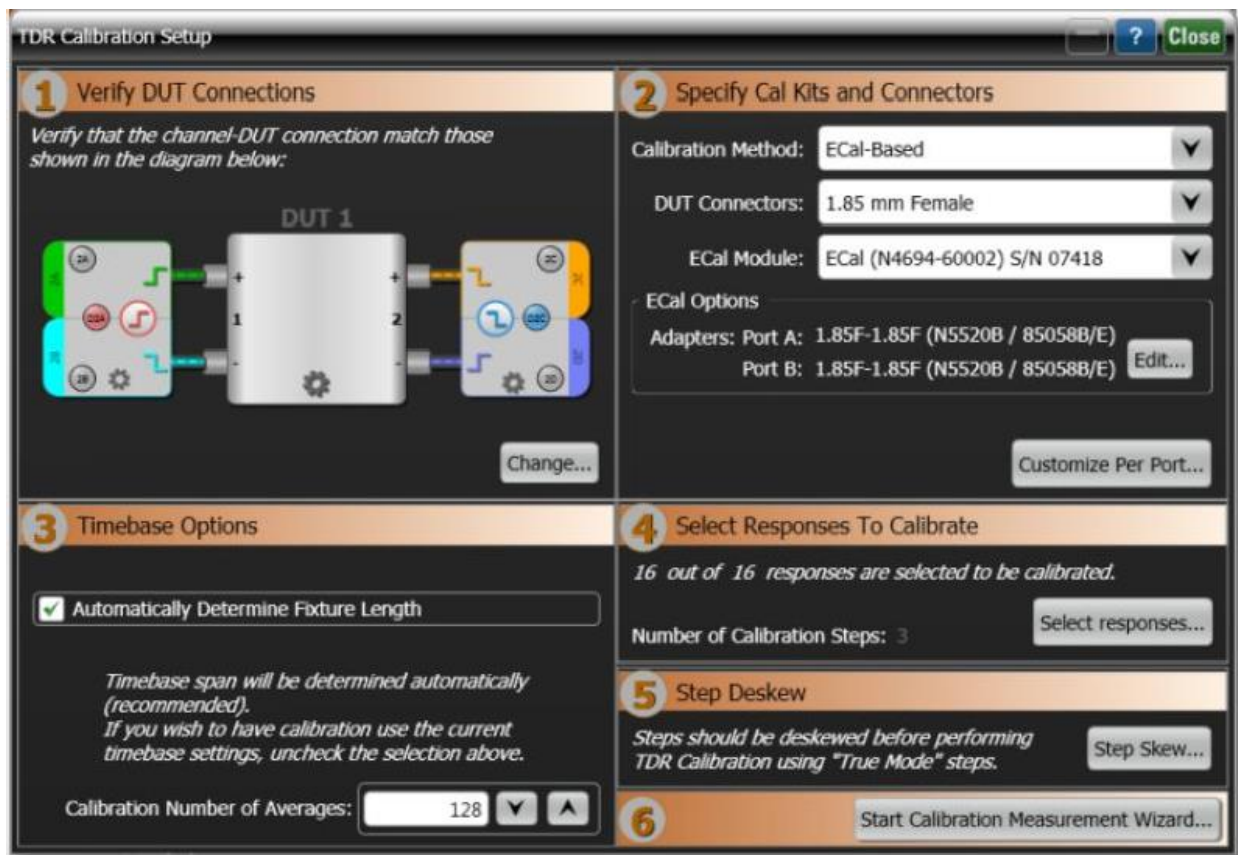 TDR Calibration Setup
?
Close
1 Verify DUT Connections
Verify that the channel-DUT connection match those
shown in the diagram below:
DUT 1
2A
2C
+
+
1
2
-
-
2B
2D
Change...
2 Specify Cal Kits and Connectors
Calibration Method: ECal-Based
DUT Connectors: 1.85 mm Female
ECal Module: ECal (N4694-60002) S/N 07418
ECal Options
Adapters: Port A: 1.85F-1.85F (N5520B / 85058B/E)
Port B: 1.85F-1.85F (N5520B / 85058B/E)
Edit...
Customize Per Port...
3 Timebase Options
Automatically Determine Fixture Length
Timebase span will be determined automatically
(recommended).
If you wish to have calibration use the current
timebase settings, uncheck the selection above.
Calibration Number of Averages: 128
4 Select Responses To Calibrate
16 out of 16 responses are selected to be calibrated.
Number of Calibration Steps: 3
Select responses...
5 Step Deskew
Steps should be deskewed before performing
TDR Calibration using "True Mode" steps.
Step Skew...
6
Start Calibration Measurement Wizard...